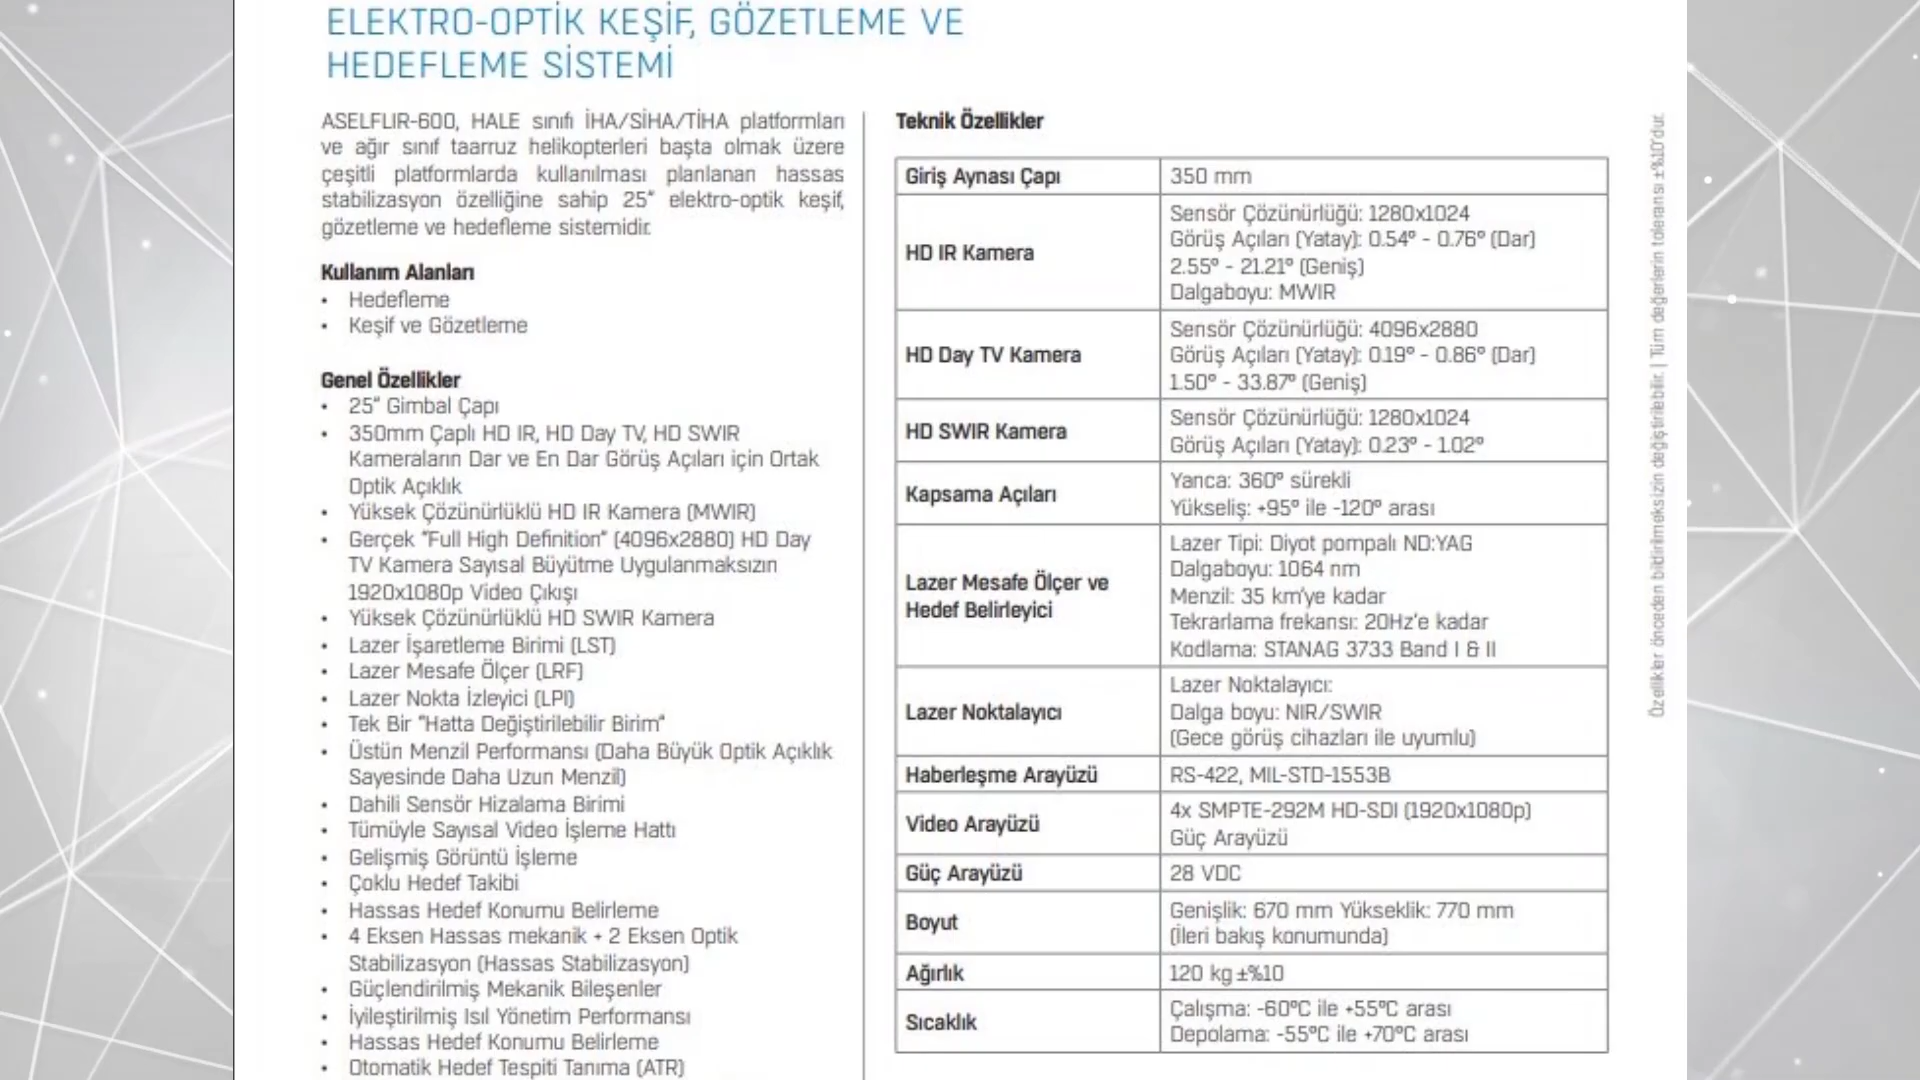 ELEKTRO-OPTİK KEŞİF, GÖZETLEME VE
HEDEFLEME SİSTEMİ
ASELFLIR-600, HALE sınıfı İHA/SİHA/TİHA platformları
ve ağır sınıf taarruz helikopterleri başta olmak üzere
çeşitli platformlarda kullanılması planlanan hassas
stabilizasyon özelliğine sahip 25" elektro-optik keşif,
gözetleme ve hedefleme sistemidir.
Kullanım Alanları
• Hedefleme
• Keşif ve Gözetleme
Genel Özellikler
• 25" Gimbal Çapı
• 350mm Çaplı HD IR, HD Day TV, HD SWIR
Kameraların Dar ve En Dar Görüş Açıları için Ortak
Optik Açıklık
• Yüksek Çözünürlüklü HD IR Kamera (MWIR)
• Gerçek "Full High Definition" (4096x2880) HD Day
TV Kamera Sayısal Büyütme Uygulanmaksızın
1920x1080p Video Çıkışı
• Yüksek Çözünürlüklü HD SWIR Kamera
• Lazer İşaretleme Birimi (LST)
• Lazer Mesafe Ölçer (LRF)
• Lazer Nokta İzleyici (LPI)
• Tek Bir "Hatta Değiştirilebilir Birim"
• Üstün Menzil Performansı (Daha Büyük Optik Açıklık
Sayesinde Daha Uzun Menzil)
• Dahili Sensör Hizalama Birimi
• Tümüyle Sayısal Video İşleme Hattı
• Gelişmiş Görüntü İşleme
• Çoklu Hedef Takibi
• Hassas Hedef Konumu Belirleme
• 4 Eksen Hassas mekanik + 2 Eksen Optik
Stabilizasyon (Hassas Stabilizasyon)
• Güçlendirilmiş Mekanik Bileşenler
• İyileştirilmiş Isıl Yönetim Performansı
• Hassas Hedef Konumu Belirleme
• Otomatik Hedef Tespiti Tanıma (ATR)
Teknik Özellikler
Giriş Aynası Çapı
350 mm
HD IR Kamera
Sensör Çözünürlüğü: 1280x1024
Görüş Açıları (Yatay): 0.54º - 0.76º (Dar)
2.55º - 21.21º (Geniş)
Dalgaboyu: MWIR
HD Day TV Kamera
Sensör Çözünürlüğü: 4096x2880
Görüş Açıları (Yatay): 0.19º - 0.86º (Dar)
1.50º - 33.87º (Geniş)
HD SWIR Kamera
Sensör Çözünürlüğü: 1280x1024
Görüş Açıları (Yatay): 0.23º - 1.02º
Kapsama Açıları
Yanca: 360º sürekli
Yükseliş: +95º ile -120º arası
Lazer Mesafe Ölçer ve
Hedef Belirleyici
Lazer Tipi: Diyot pompalı ND:YAG
Dalgaboyu: 1064 nm
Menzil: 35 km'ye kadar
Tekrarlama frekansı: 20Hz'e kadar
Kodlama: STANAG 3733 Band I & II
Lazer Noktalayıcı
Lazer Noktalayıcı:
Dalga boyu: NIR/SWIR
(Gece görüş cihazları ile uyumlu)
Haberleşme Arayüzü
RS-422, MIL-STD-1553B
Video Arayüzü
4x SMPTE-292M HD-SDI (1920x1080p)
Güç Arayüzü
Güç Arayüzü
28 VDC
Boyut
Genişlik: 670 mm Yükseklik: 770 mm
(İleri bakış konumunda)
Ağırlık
120 kg ±%10
Sıcaklık
Çalışma: -60ºC ile +55ºC arası
Depolama: -55ºC ile +70ºC arası
Özellikler önceden bildirilmeksizin değiştirilebilir. | Tüm değerlerin toleransı ±%10'dur.